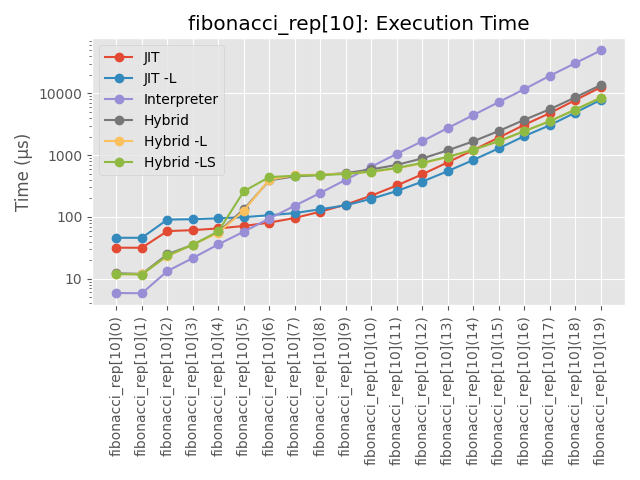 fibonacci_rep[10]: Execution Time
Time (µs)
10000
1000
100
10
JIT
JIT -L
Interpreter
Hybrid
Hybrid -L
Hybrid -LS
fibonacci_rep[10](0)
fibonacci_rep[10](1)
fibonacci_rep[10](2)
fibonacci_rep[10](3)
fibonacci_rep[10](4)
fibonacci_rep[10](5)
fibonacci_rep[10](6)
fibonacci_rep[10](7)
fibonacci_rep[10](8)
fibonacci_rep[10](9)
fibonacci_rep[10](10)
fibonacci_rep[10](11)
fibonacci_rep[10](12)
fibonacci_rep[10](13)
fibonacci_rep[10](14)
fibonacci_rep[10](15)
fibonacci_rep[10](16)
fibonacci_rep[10](17)
fibonacci_rep[10](18)
fibonacci_rep[10](19)